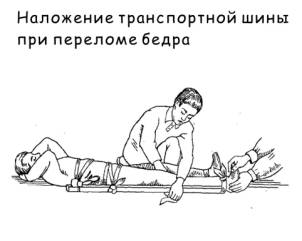 Наложение транспортной шины
при переломе бедра